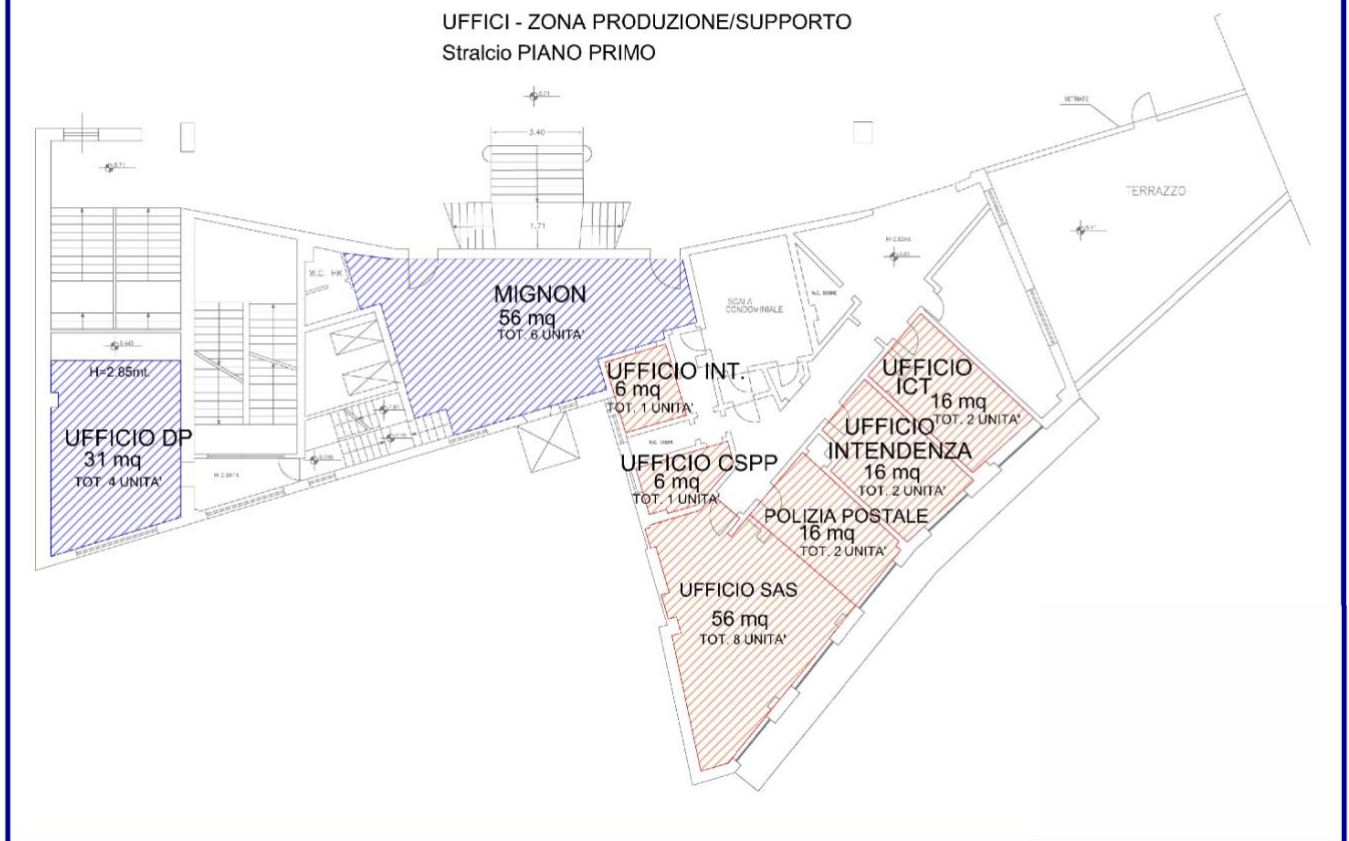 UFFICI - ZONA PRODUZIONE/SUPPORTO
Stralcio PIANO PRIMO
3.40
VETRATE
TERRAZZO
1.71
W.C. HK
MIGNON
56 mq
TOT. 6 UNITA'
SCALA
CONDOMINIALE
H=2.85mt.
UFFICIO DP
31 mq
TOT. 4 UNITA'
UFFICIO INT.
6 mq
TOT. 1 UNITA'
UFFICIO
ICT
16 mq
TOT. 2 UNITA'
UFFICIO
INTENDENZA
16 mq
TOT. 2 UNITA'
UFFICIO CSPP
6 mq
TOT. 1 UNITA'
POLIZIA POSTALE
16 mq
TOT. 2 UNITA'
UFFICIO SAS
56 mq
TOT. 8 UNITA'